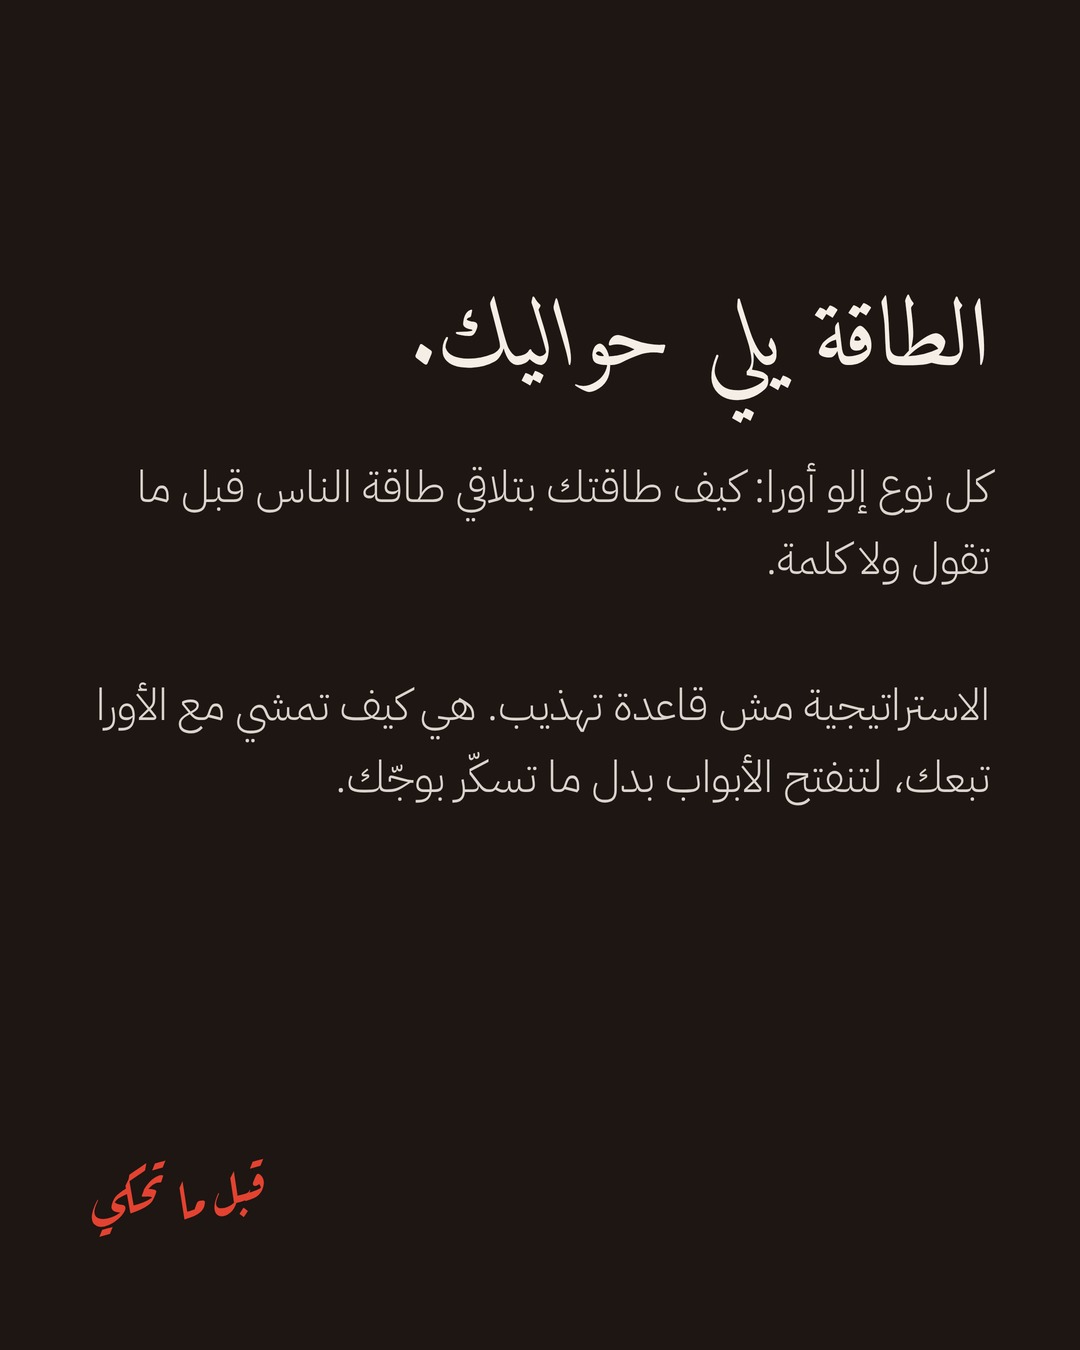 الطاقة يلي حواليك.
كل نوع إلو أورا: كيف طاقتك بتلاقي طاقة الناس قبل ما
تقول ولا كلمة.
الاستراتيجية مش قاعدة تهذيب. هي كيف تمشي مع الأورا
تبعك، لتنفتح الأبواب بدل ما تسكّر بوجّك.
قبل ما تحكي